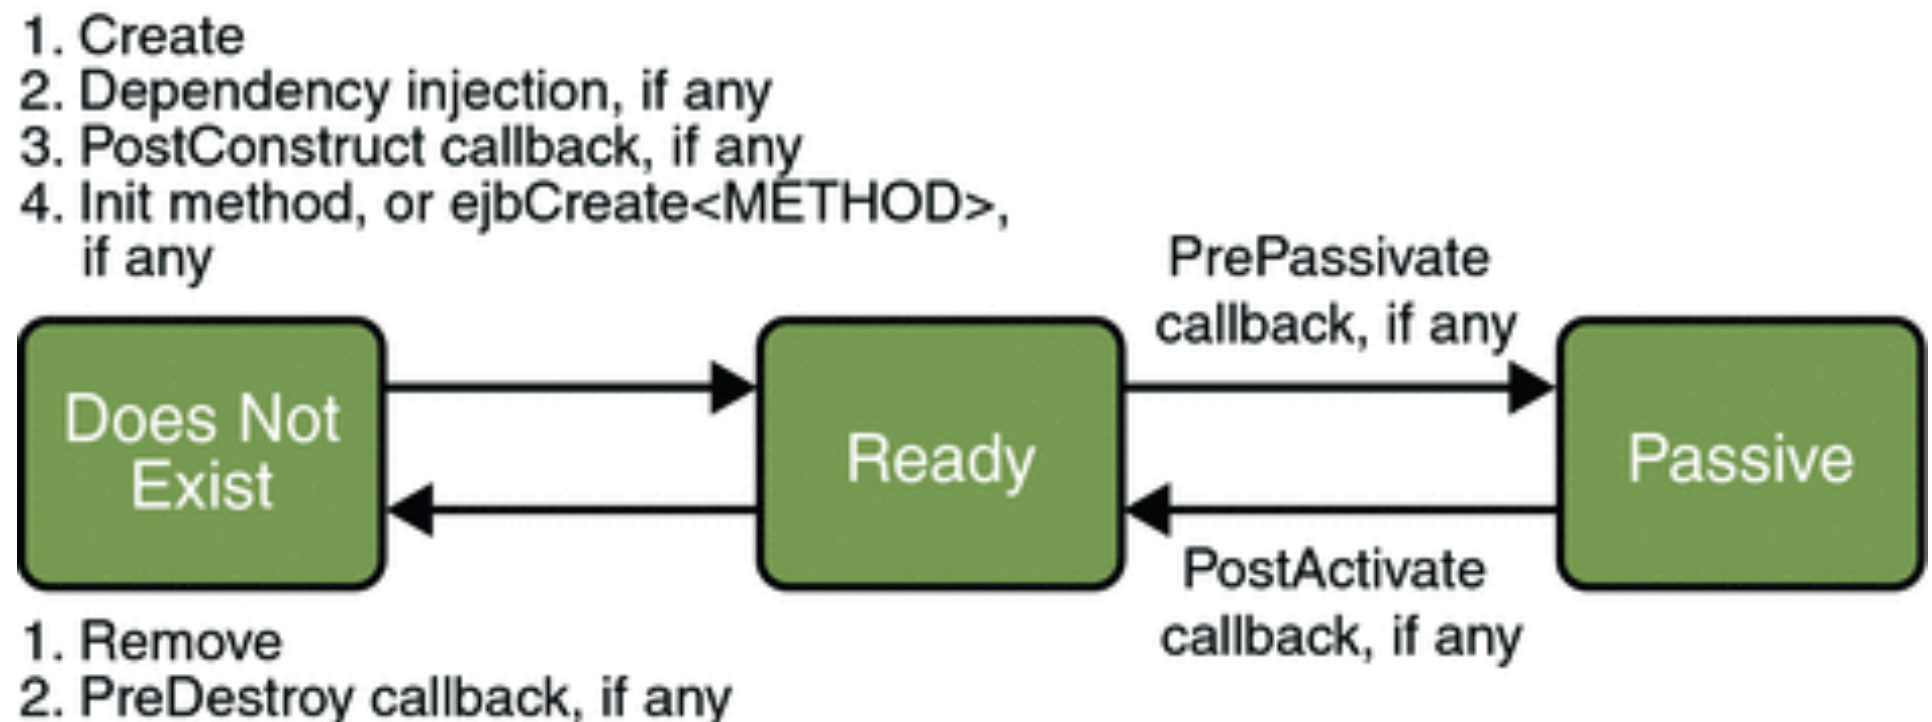 1. Create
2. Dependency injection, if any
3. PostConstruct callback, if any
4. Init method, or ejbCreate<METHOD>,
if any
PrePassivate
callback, if any
Does Not
Exist
Ready
Passive
PostActivate
callback, if any
1. Remove
2. PreDestroy callback, if any